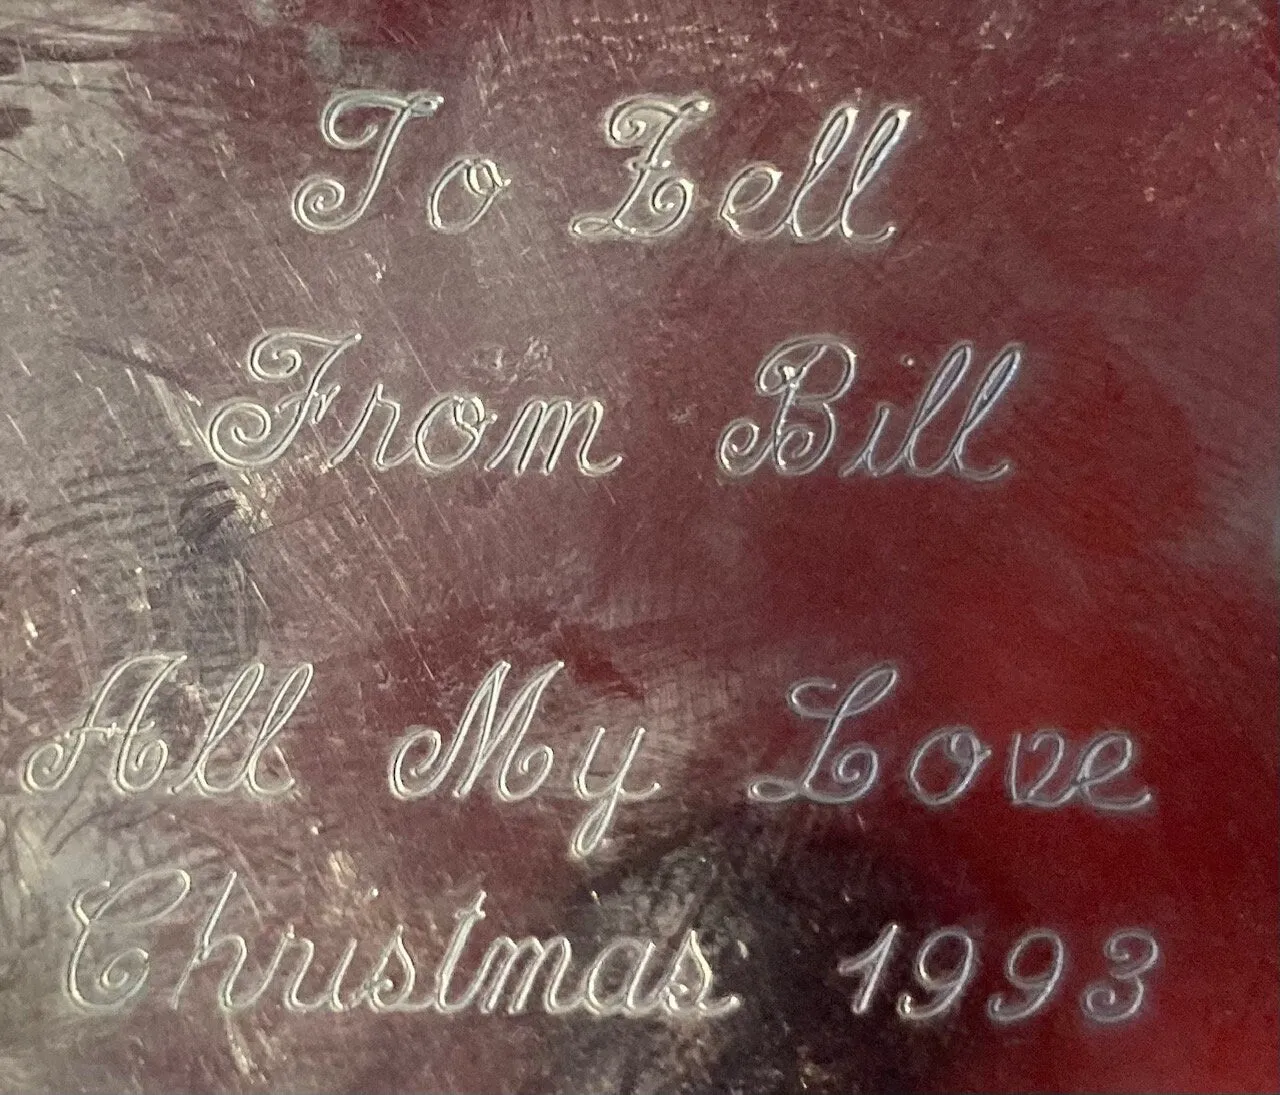 To Zell
From Bill
All My Love
Christmas 1993